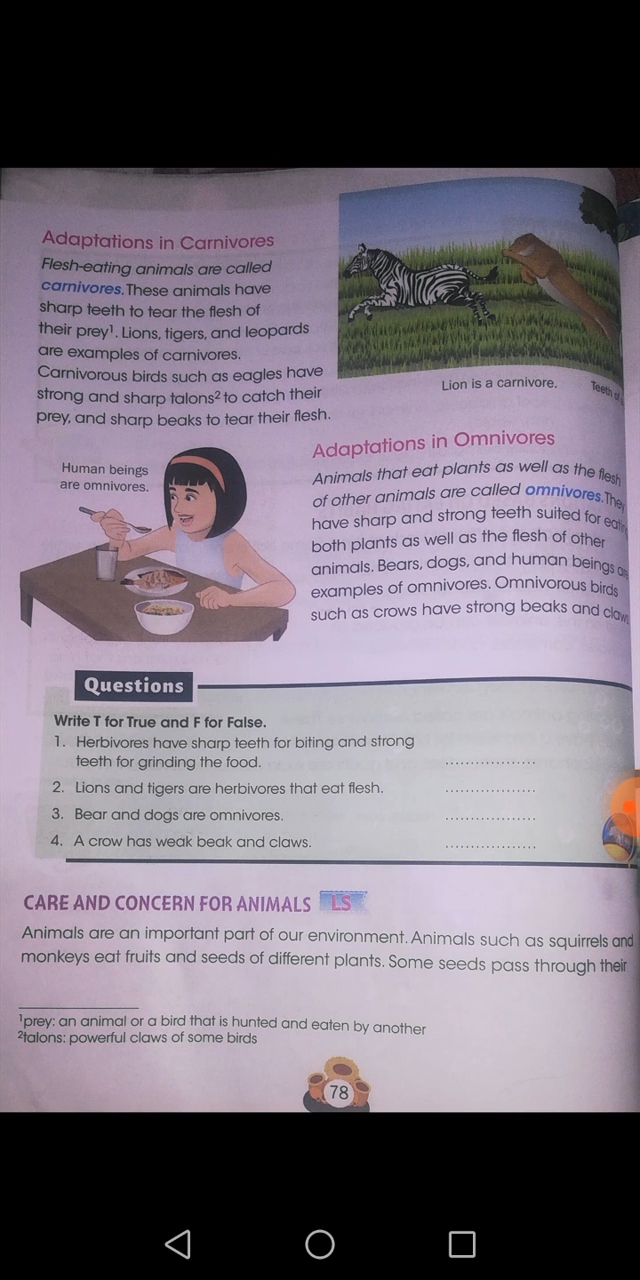 Adaptations in Carnivores
Flesh-eating animals are called
carnivores. These animals have
sharp teeth to tear the flesh of
their prey¹. Lions, tigers, and leopards
are examples of carnivores.
Carnivorous birds such as eagles have
strong and sharp talons² to catch their
prey, and sharp beaks to tear their flesh.
Lion is a carnivore.
Teeth of
Human beings
are omnivores.
Adaptations in Omnivores
Animals that eat plants as well as the flesh
of other animals are called omnivores. They
have sharp and strong teeth suited for
both plants as well as the flesh of other
animals. Bears, dogs, and human beings
examples of omnivores. Omnivorous birds
such as crows have strong beaks and
Questions
Write T for True and F for False.
1. Herbivores have sharp teeth for biting and strong
teeth for grinding the food. ..................
2. Lions and tigers are herbivores that eat flesh. ..................
3. Bear and dogs are omnivores. ..................
4. A crow has weak beak and claws. ..................
CARE AND CONCERN FOR ANIMALS LS
Animals are an important part of our environment. Animals such as squirrels and
monkeys eat fruits and seeds of different plants. Some seeds pass through their
¹prey: an animal or a bird that is hunted and eaten by another
²talons: powerful claws of some birds
78